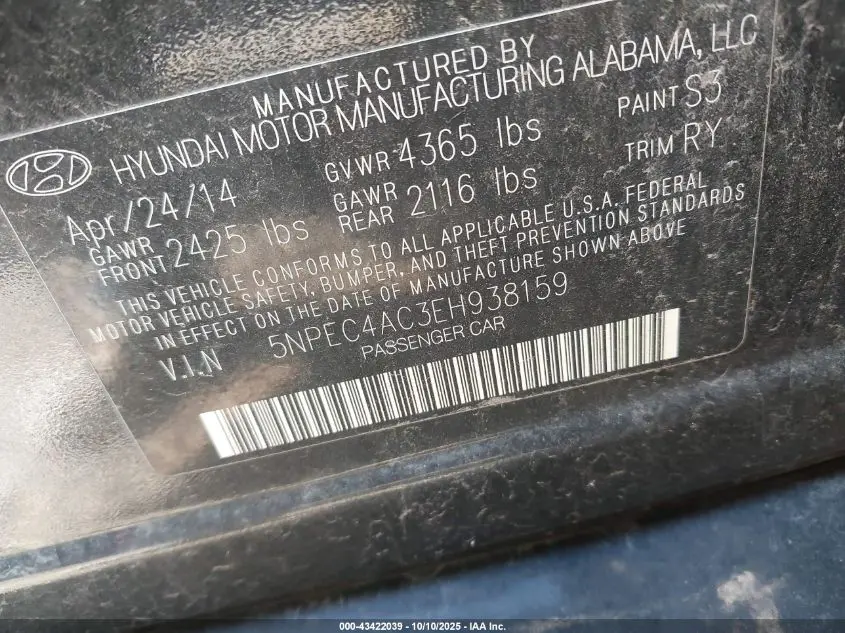 MANUFACTURED BY
HYUNDAI MOTOR MANUFACTURING ALABAMA, LLC
Apr/24/14 GVWR 4365 lbs PAINT S3
GAWR FRONT 2425 lbs GAWR REAR 2116 lbs TRIM RY
THIS VEHICLE CONFORMS TO ALL APPLICABLE U.S.A. FEDERAL
MOTOR VEHICLE SAFETY, BUMPER, AND THEFT PREVENTION STANDARDS
IN EFFECT ON THE DATE OF MANUFACTURE SHOWN ABOVE
V.I.N 5NPEC4AC3EH938159
PASSENGER CAR
000-43422039 - 10/10/2025 - IAA Inc.